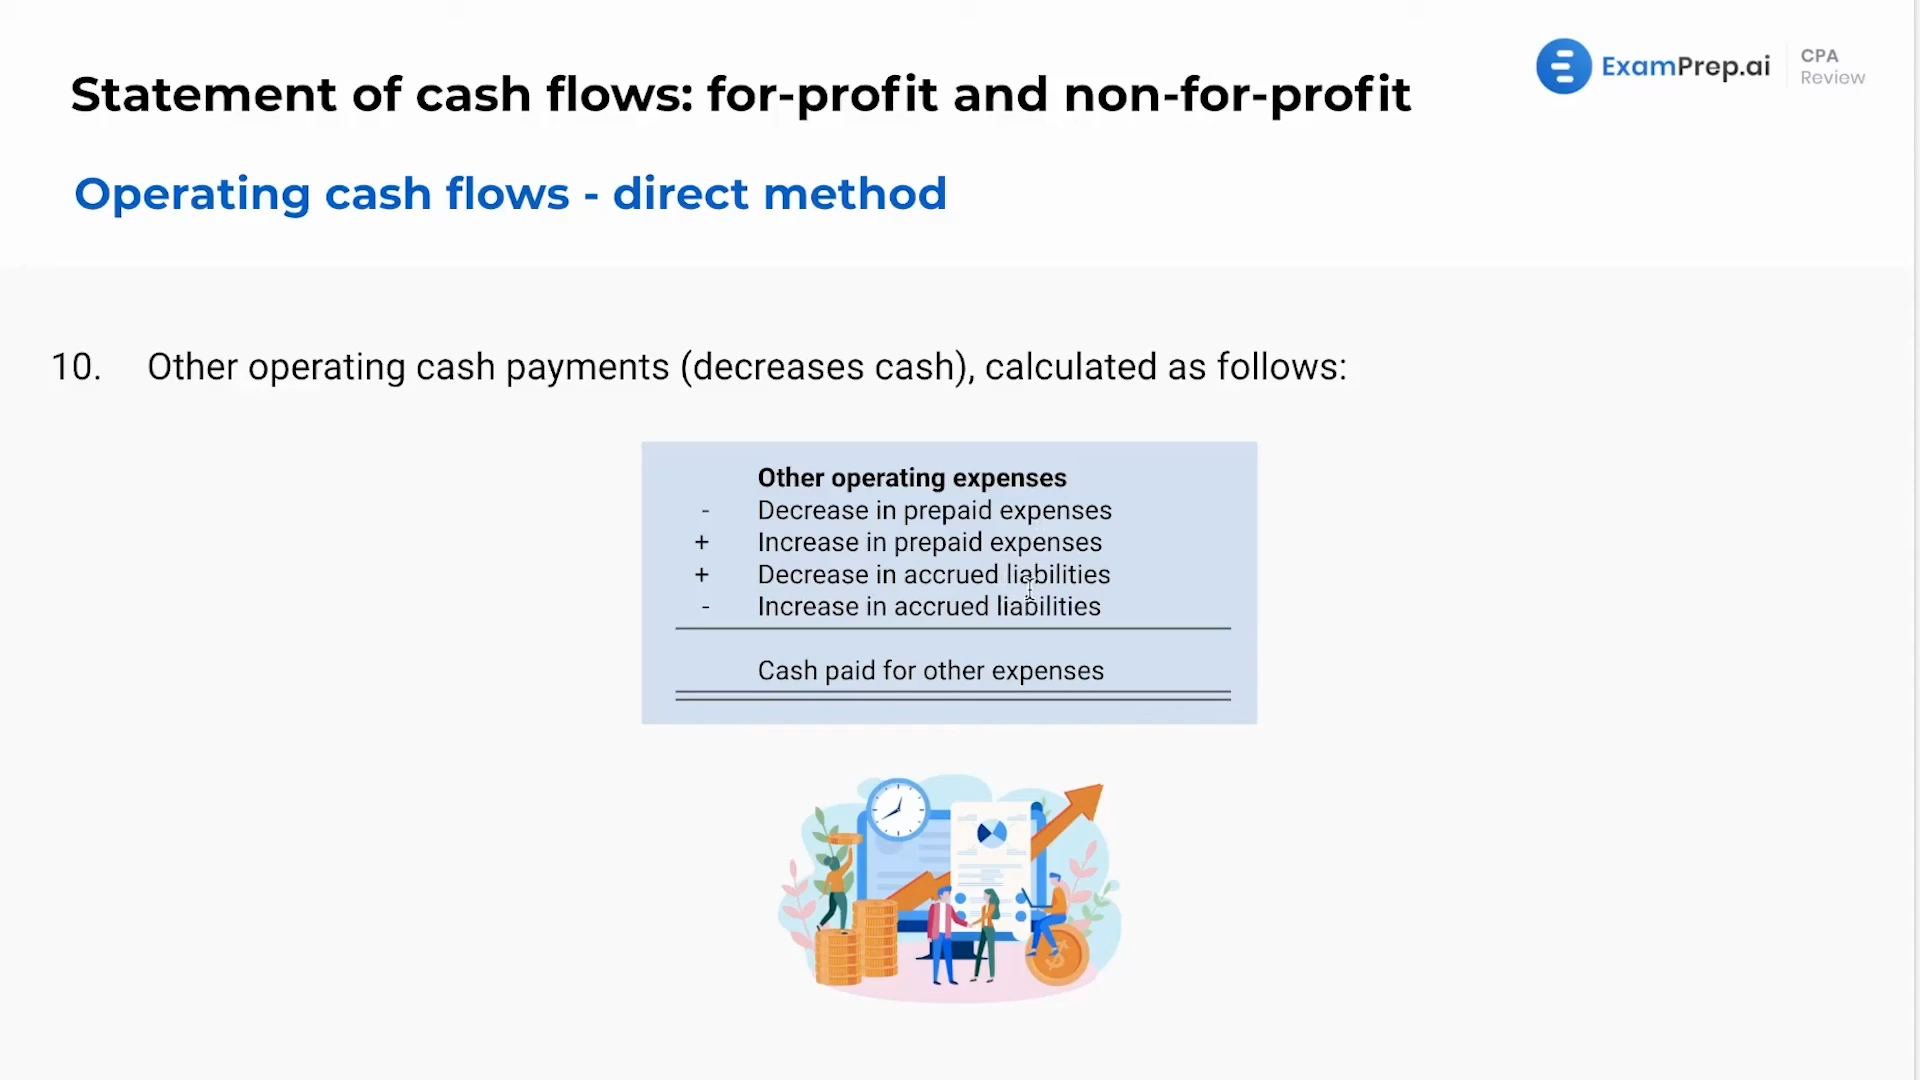 Statement of cash flows: for-profit and non-for-profit
ExamPrep.ai
CPA
Review
Operating cash flows - direct method
10. Other operating cash payments (decreases cash), calculated as follows:
Other operating expenses
- Decrease in prepaid expenses
+ Increase in prepaid expenses
+ Decrease in accrued liabilities
- Increase in accrued liabilities
Cash paid for other expenses